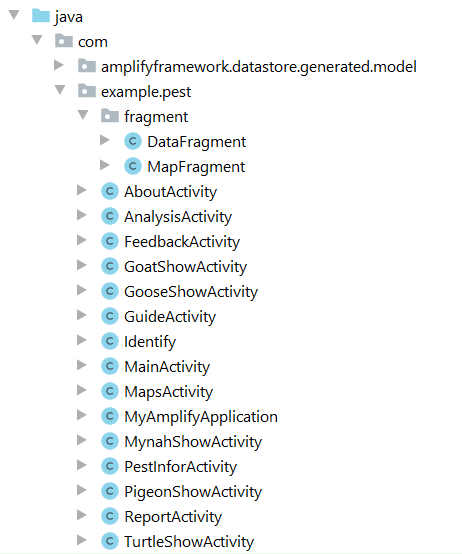 java
com
amplifyframework.datastore.generated.model
example.pest
fragment
C DataFragment
C MapFragment
C AboutActivity
C AnalysisActivity
C FeedbackActivity
C GoatShowActivity
C GooseShowActivity
C GuideActivity
C Identify
C MainActivity
C MapsActivity
C MyAmplifyApplication
C MynahShowActivity
C PestInforActivity
C PigeonShowActivity
C ReportActivity
C TurtleShowActivity